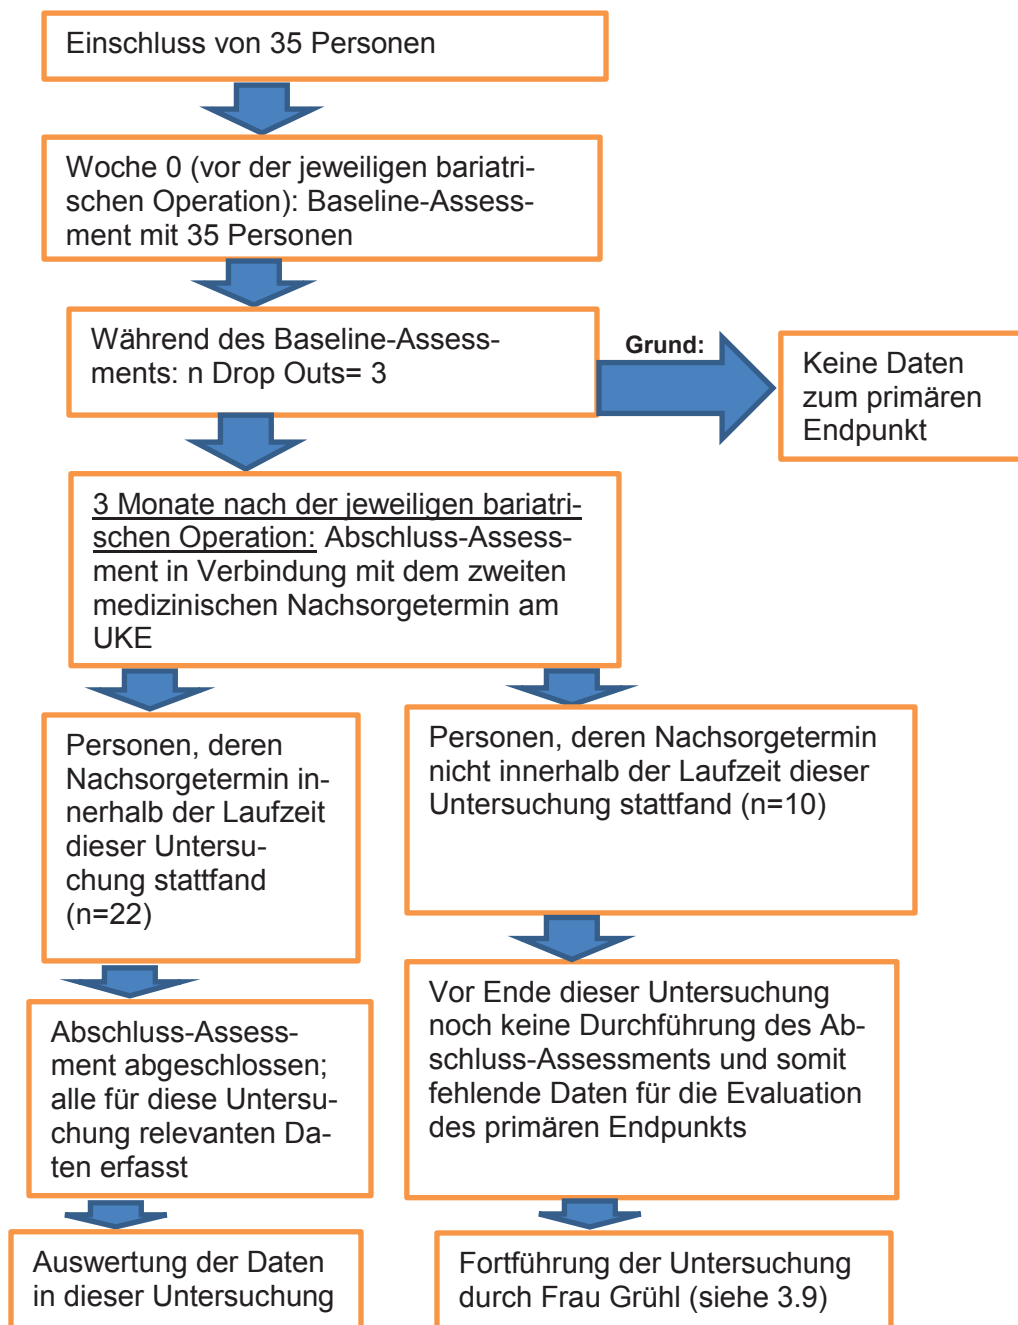 Einschluss von 35 Personen
Woche 0 (vor der jeweiligen bariatri-
schen Operation): Baseline-Assess-
ment mit 35 Personen
Während des Baseline-Assess-
ments: n Drop Outs= 3
Grund:
Keine Daten
zum primären
Endpunkt
3 Monate nach der jeweiligen bariatri-
schen Operation: Abschluss-Assess-
ment in Verbindung mit dem zweiten
medizinischen Nachsorgetermin am
UKE
Personen, deren
Nachsorgetermin in-
nerhalb der Laufzeit
dieser Untersu-
chung stattfand
(n=22)
Personen, deren Nachsorgetermin
nicht innerhalb der Laufzeit dieser
Untersuchung stattfand (n=10)
Abschluss-Assess-
ment abgeschlossen;
alle für diese Untersu-
chung relevanten Da-
ten erfasst
Vor Ende dieser Untersuchung
noch keine Durchführung des Ab-
schluss-Assessments und somit
fehlende Daten für die Evaluation
des primären Endpunkts
Auswertung der Daten
in dieser Untersuchung
Fortführung der Untersuchung
durch Frau Grühl (siehe 3.9)